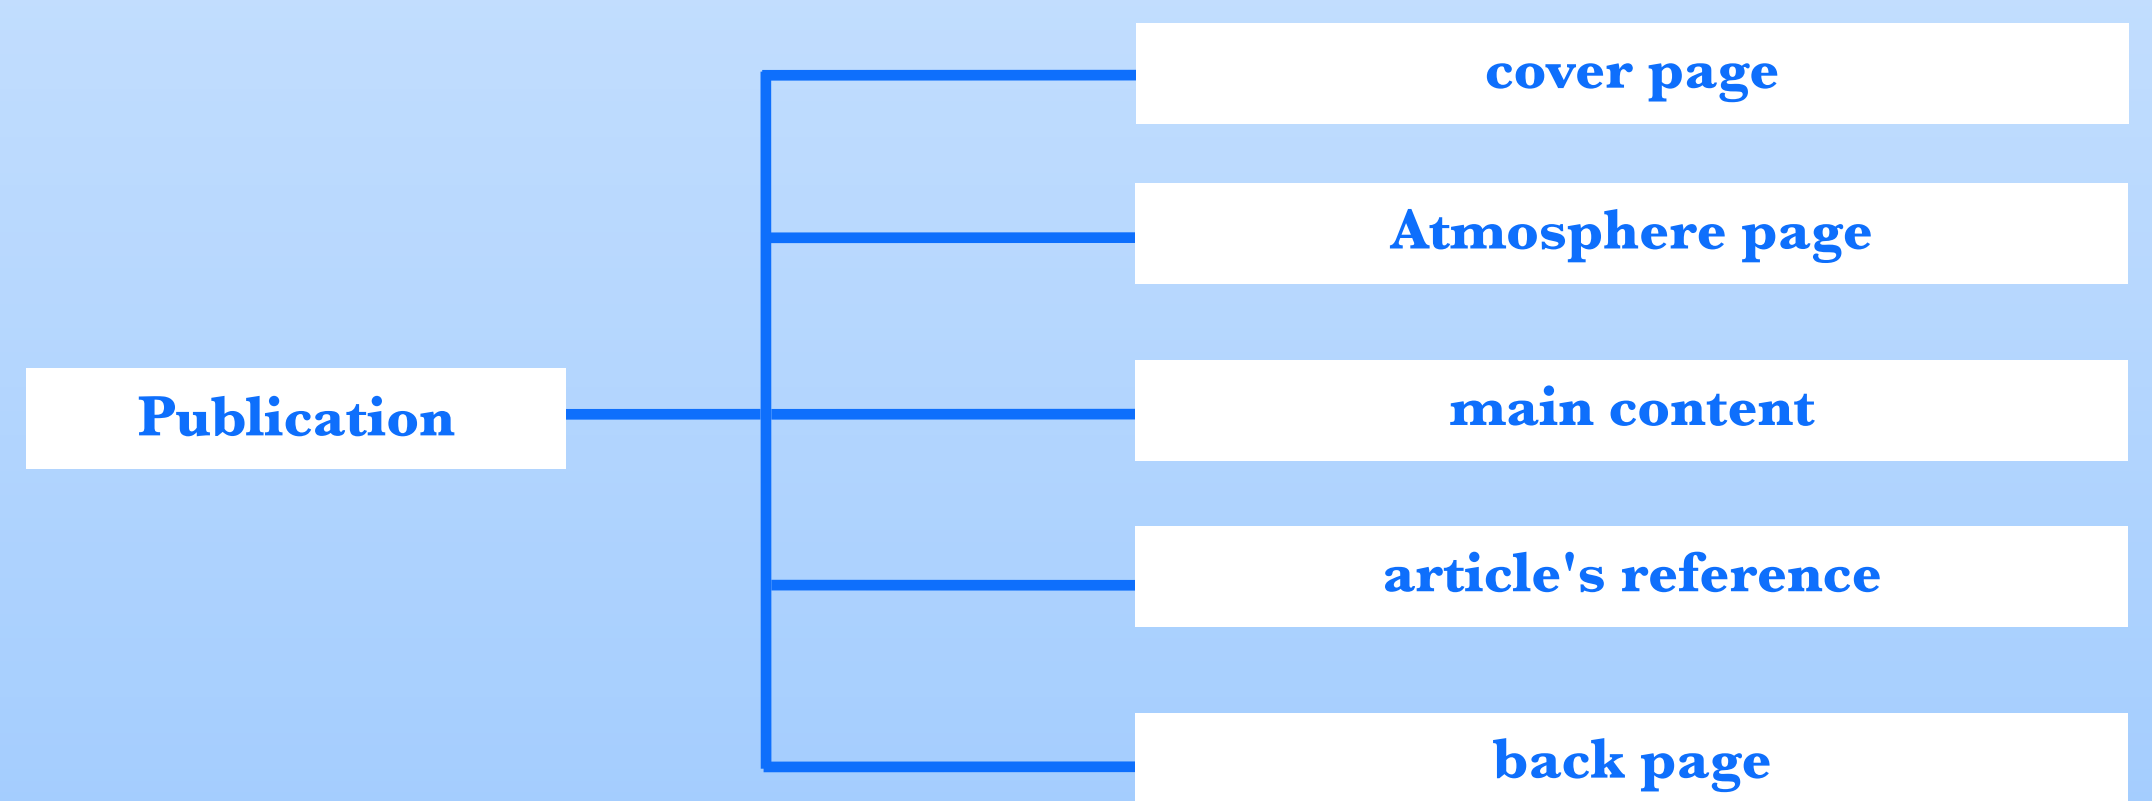 cover page
Atmosphere page
Publication
main content
article's reference
back page